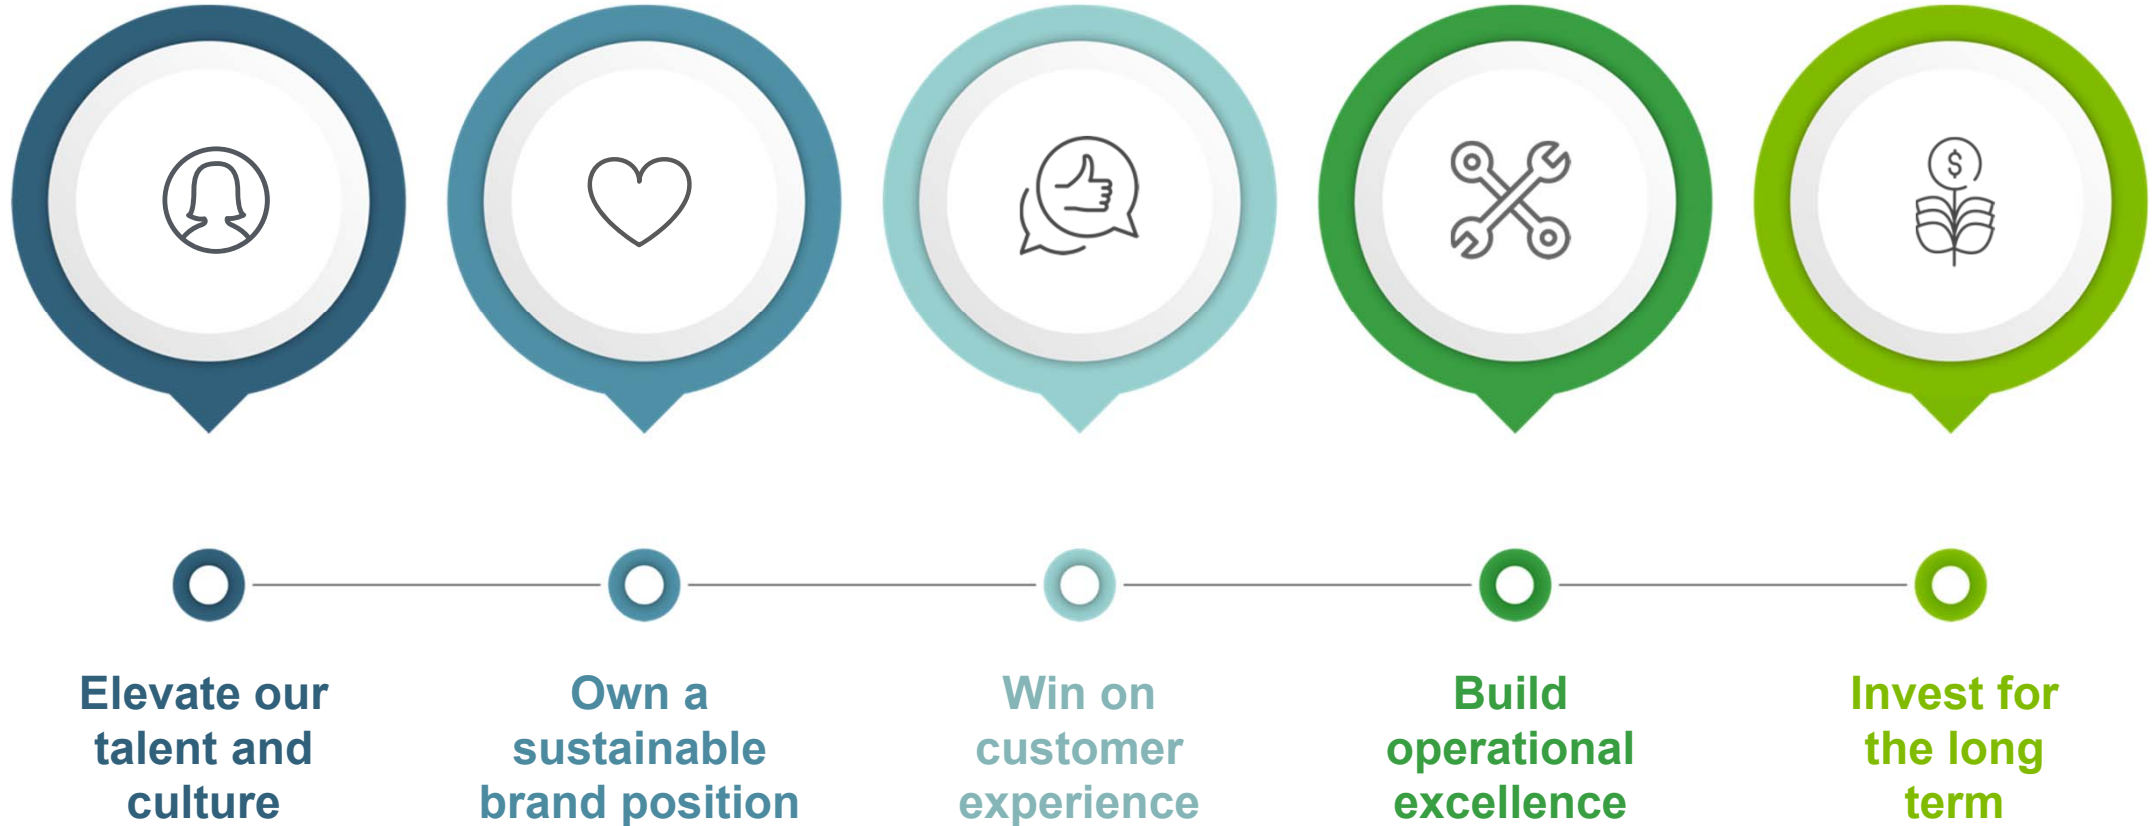 $
Elevate our
talent and
culture
Own a
sustainable
brand position
Win on
customer
experience
Build
operational
excellence
Invest for
the long
term